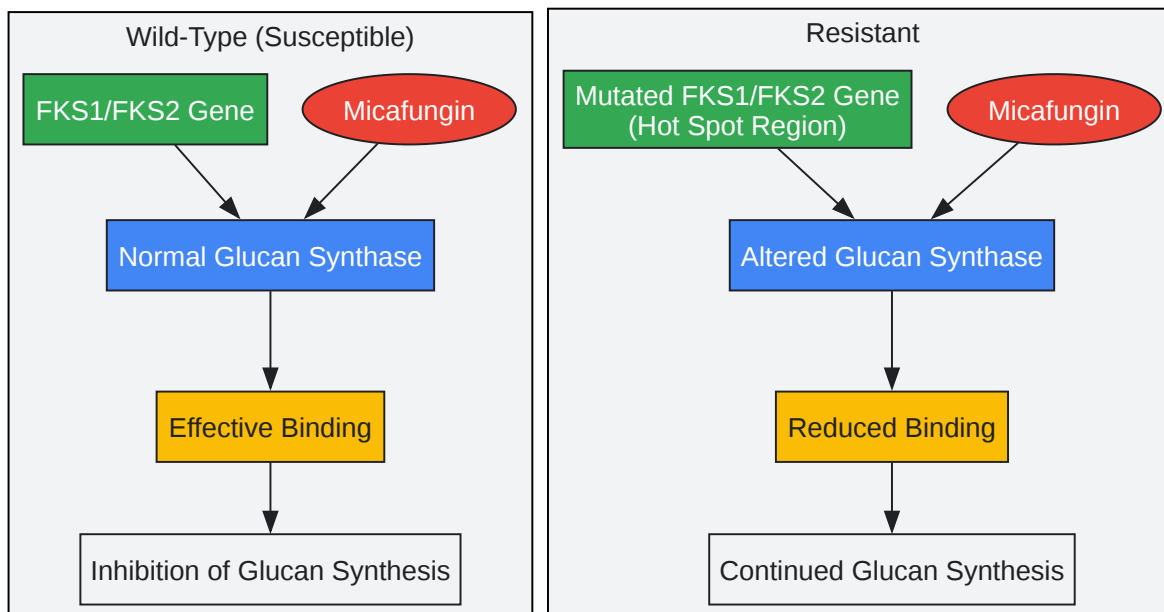 Wild-Type (Susceptible)
FKS1/FKS2 Gene
Micafungin
Normal Glucan Synthase
Effective Binding
Inhibition of Glucan Synthesis
Resistant
Mutated FKS1/FKS2 Gene
(Hot Spot Region)
Micafungin
Altered Glucan Synthase
Reduced Binding
Continued Glucan Synthesis